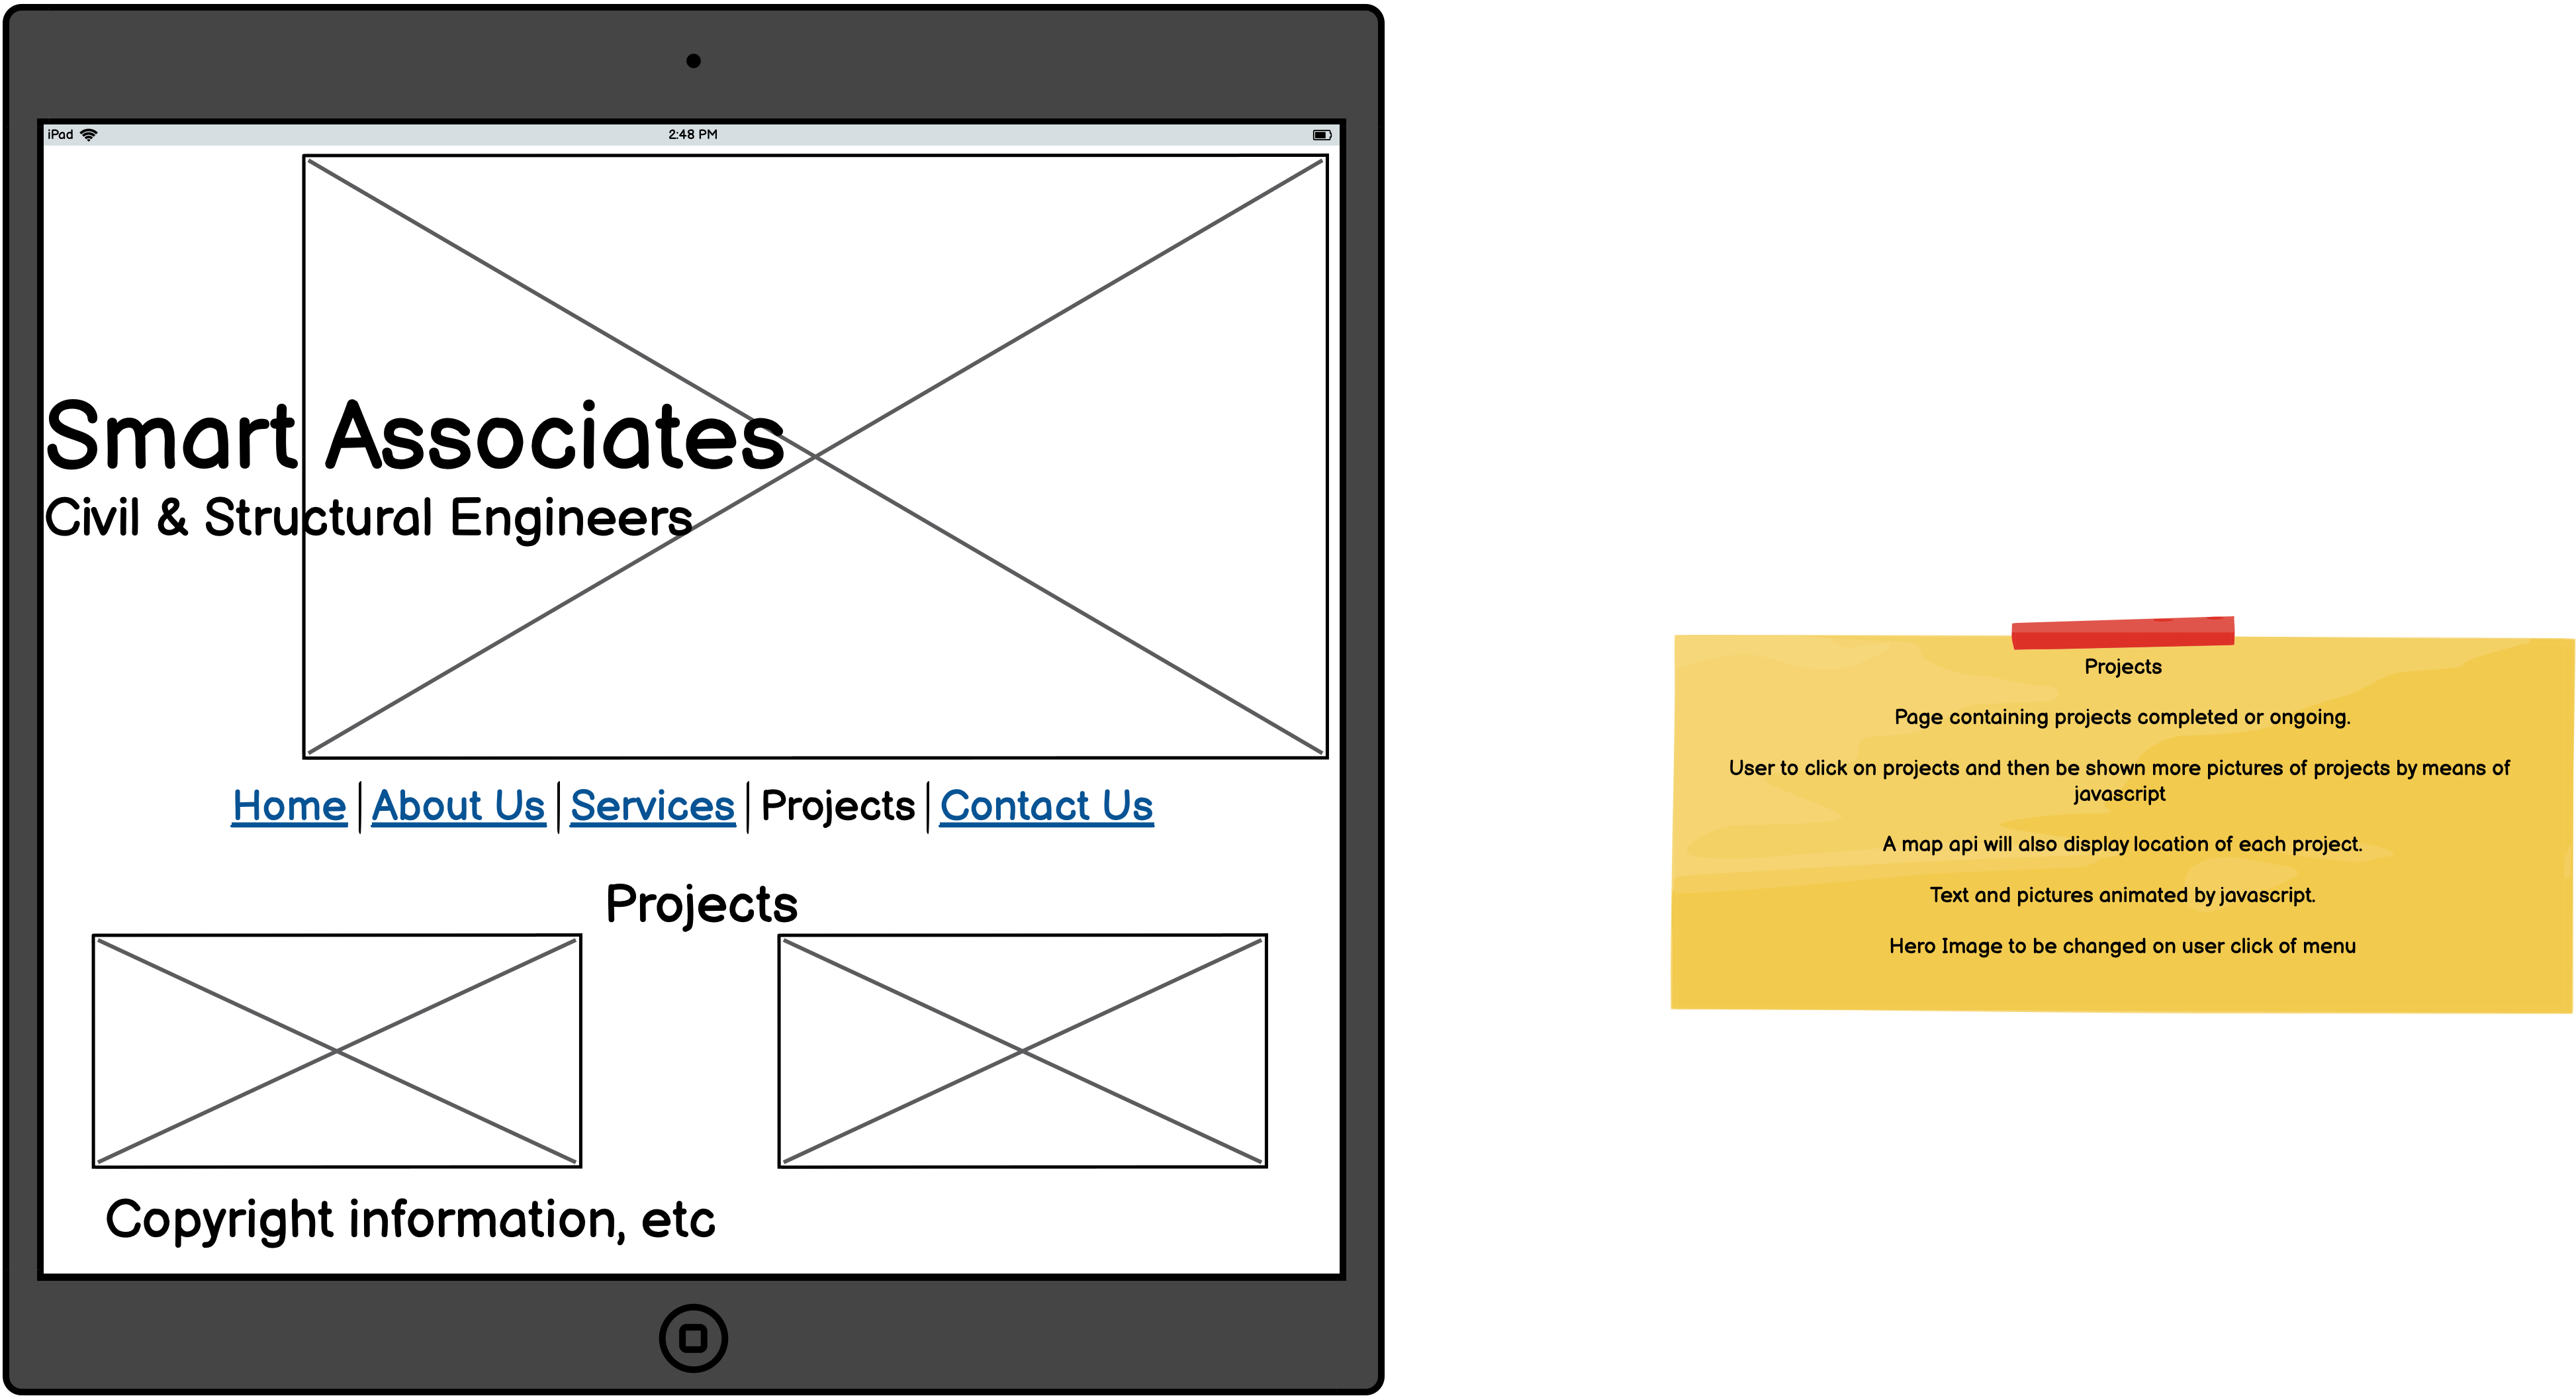 iPad
2:48 PM
Smart Associates
Civil & Structural Engineers
Home | About Us | Services | Projects | Contact Us
Projects
Copyright information, etc
Projects
Page containing projects completed or ongoing.
User to click on projects and then be shown more pictures of projects by means of
javascript
A map api will also display location of each project.
Text and pictures animated by javascript.
Hero Image to be changed on user click of menu